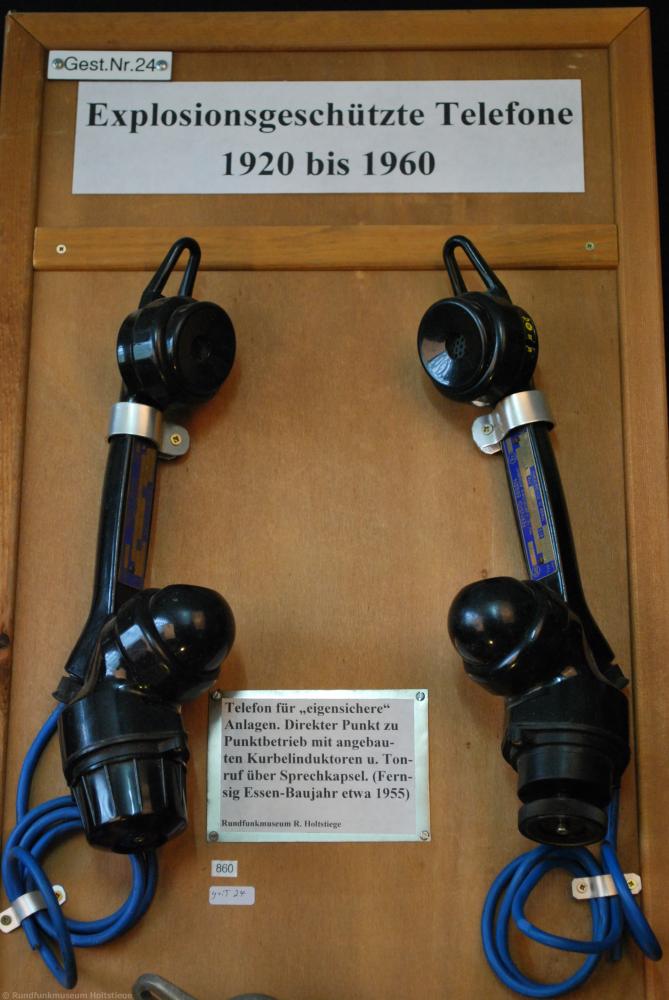 Gest.Nr.24
Explosionsgeschützte Telefone
1920 bis 1960
Telefon für „eigensichere“
Anlagen. Direkter Punkt zu
Punktbetrieb mit angebau-
ten Kurbelinduktoren u. Ton-
ruf über Sprechkapsel. (Fern-
sig Essen-Baujahr etwa 1955)
Rundfunkmuseum R. Holtstiege
860
24
© Rundfunkmuseum Holtstiege